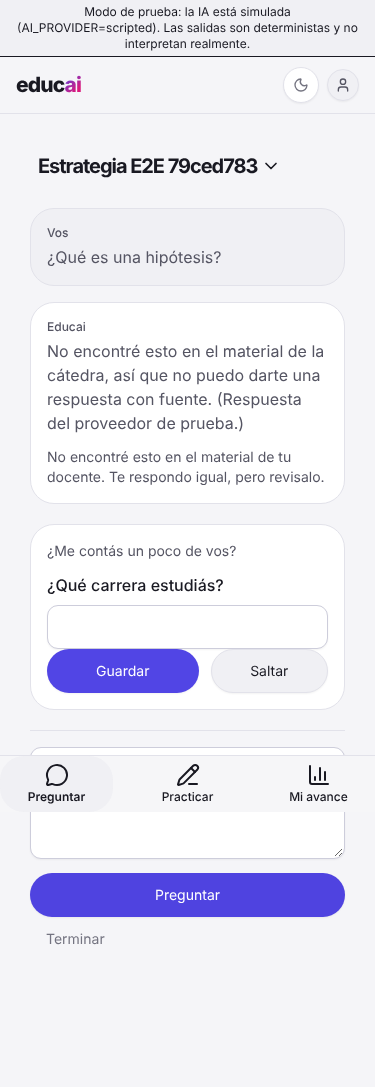 Modo de prueba: la IA está simulada
(AI_PROVIDER=scripted). Las salidas son deterministas y no
interpretan realmente.
educai
Estrategia E2E 79ced783
Vos
¿Qué es una hipótesis?
Educai
No encontré esto en el material de la
cátedra, así que no puedo darte una
respuesta con fuente. (Respuesta
del proveedor de prueba.)
No encontré esto en el material de tu
docente. Te respondo igual, pero revisalo.
¿Me contás un poco de vos?
¿Qué carrera estudiás?
Guardar
Saltar
Preguntar
Practicar
Mi avance
Preguntar
Terminar